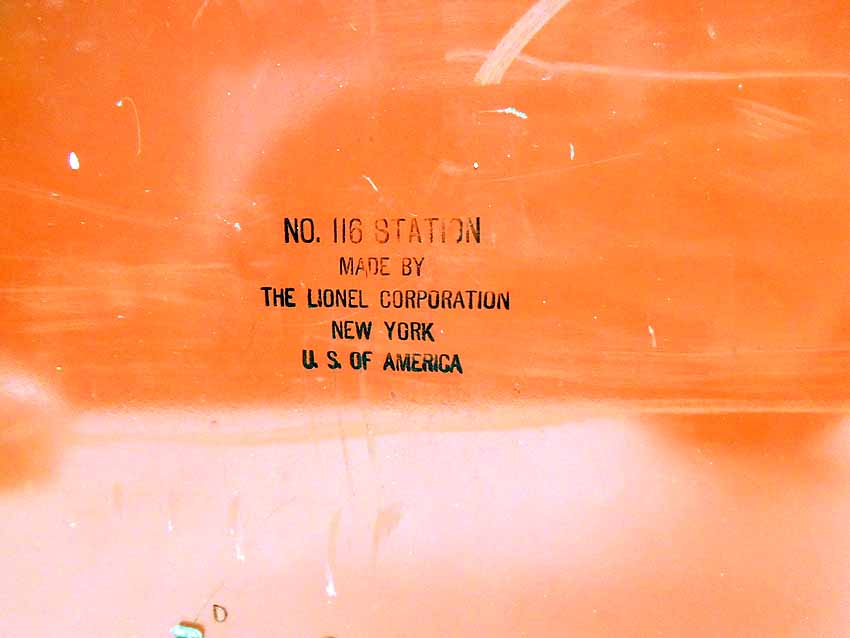 NO. 116 STATION
MADE BY
THE LIONEL CORPORATION
NEW YORK
U. S. OF AMERICA